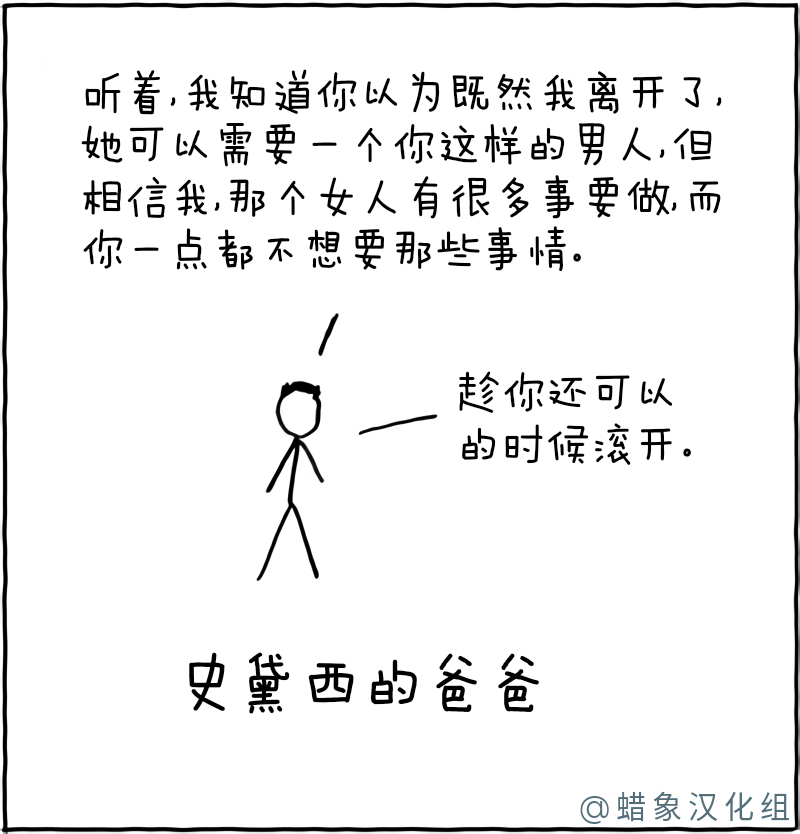 听着,我知道你以为既然我离开了,
她可以需要一个你这样的男人,但
相信我,那个女人有很多事要做,而
你一点都不想要那些事情。
趁你还可以
的时候滚开。
史黛西的爸爸
@蜡象汉化组